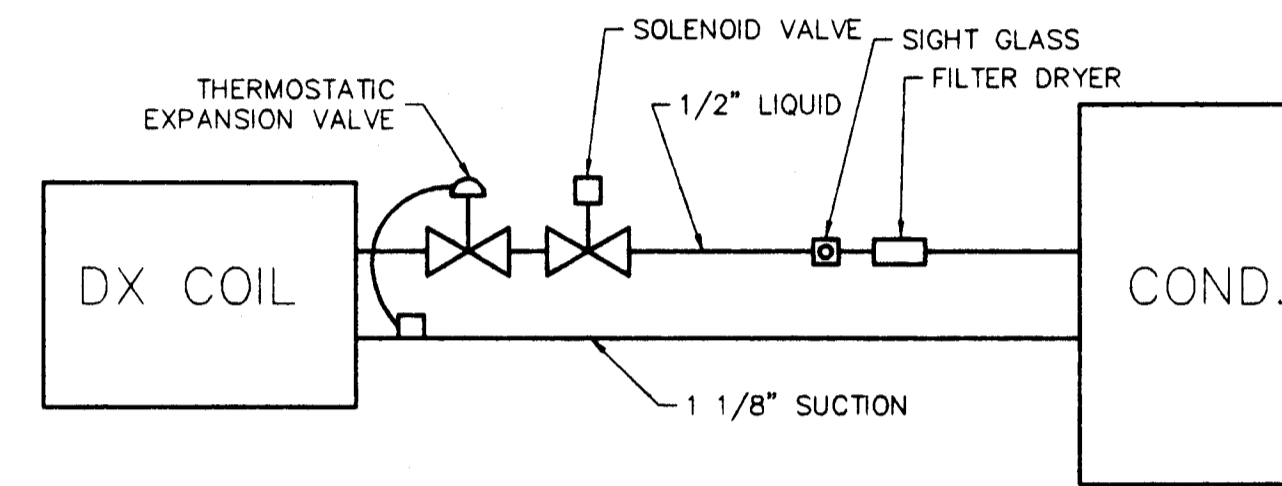 SOLENOID VALVE
SIGHT GLASS
FILTER DRYER
THERMOSTATIC
EXPANSION VALVE
1/2" LIQUID
DX COIL
COND.
1 1/8" SUCTION